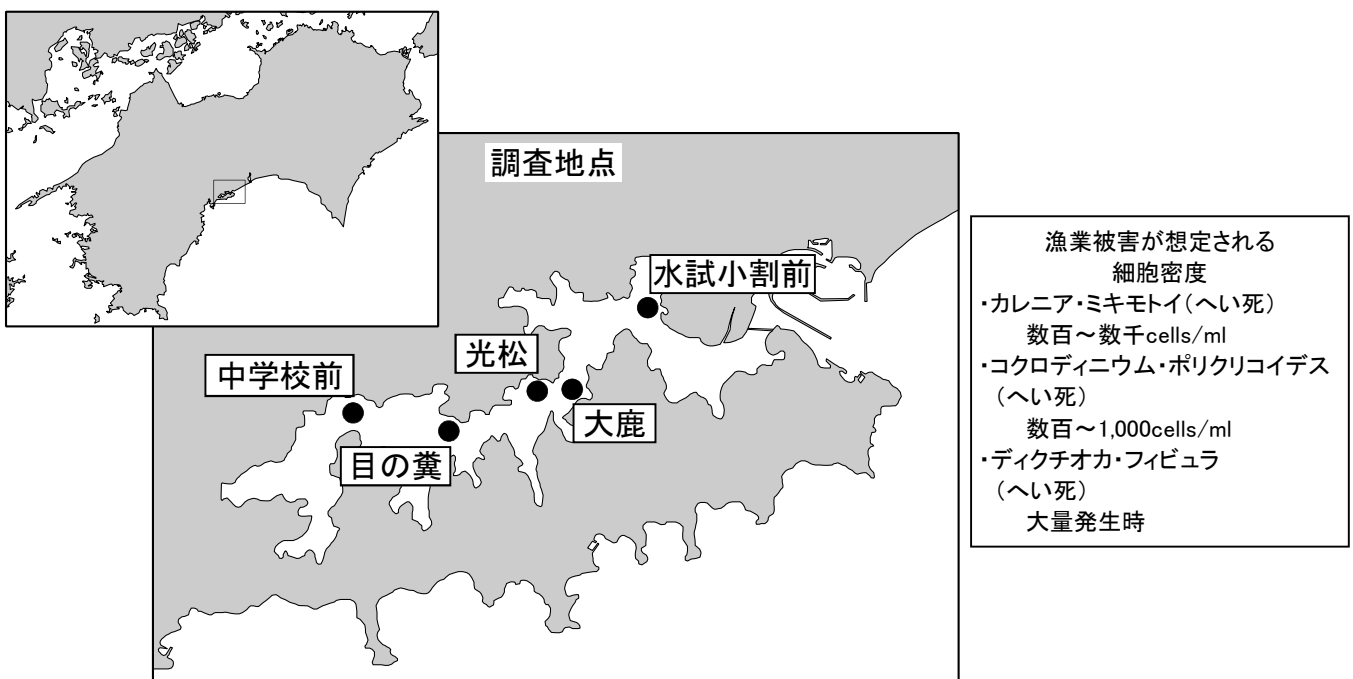 調査地点
水試小割前
光松
中学校前
大鹿
目の糞
漁業被害が想定される
細胞密度
・カレニア・ミキモトイ(へい死)
数百～数千cells/ml
・コクロディニウム・ポリクリコイデス
(へい死)
数百～1,000cells/ml
・ディクチオカ・フィビュラ
(へい死)
大量発生時